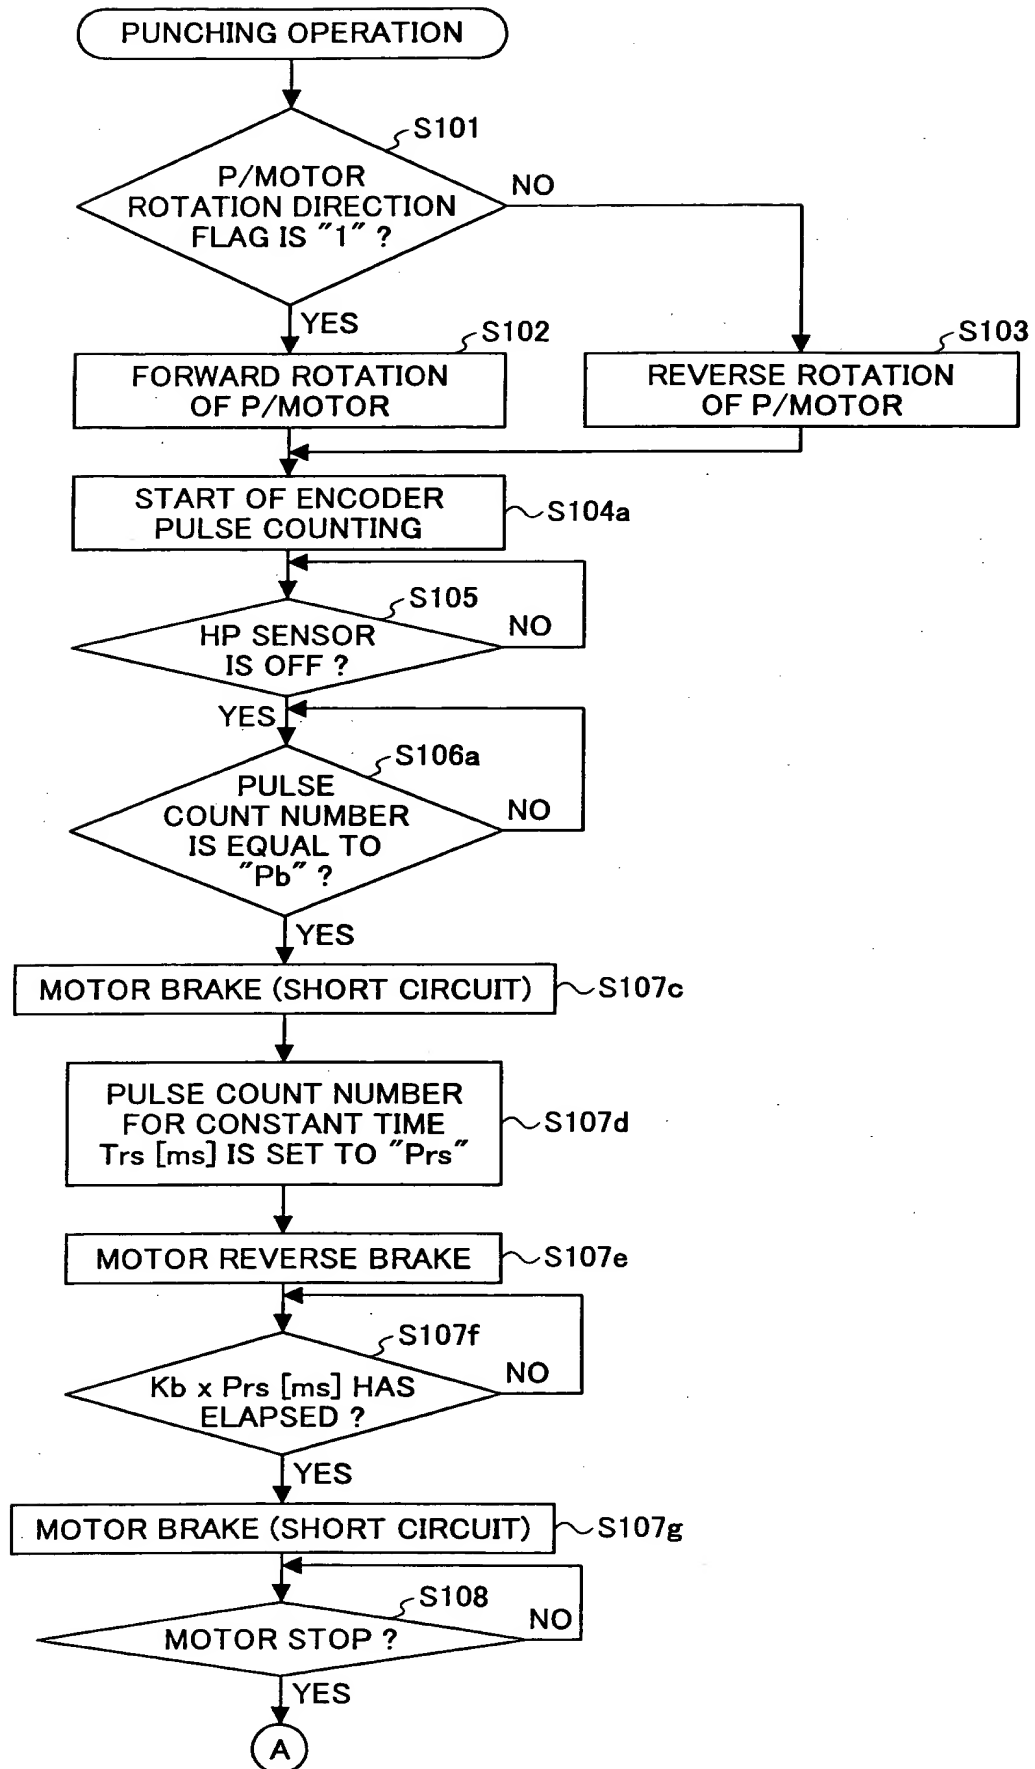 PUNCHING OPERATION
S101
P/MOTOR
ROTATION DIRECTION
FLAG IS "1" ?
NO
YES
S102
FORWARD ROTATION
OF P/MOTOR
S103
REVERSE ROTATION
OF P/MOTOR
START OF ENCODER
PULSE COUNTING
S104a
S105
HP SENSOR
IS OFF ?
NO
YES
S106a
PULSE
COUNT NUMBER
IS EQUAL TO
"Pb" ?
NO
YES
MOTOR BRAKE (SHORT CIRCUIT)
S107c
PULSE COUNT NUMBER
FOR CONSTANT TIME
Trs [ms] IS SET TO "Prs"
S107d
MOTOR REVERSE BRAKE
S107e
S107f
Kb x Prs [ms] HAS
ELAPSED ?
NO
YES
MOTOR BRAKE (SHORT CIRCUIT)
S107g
S108
MOTOR STOP ?
NO
YES
A